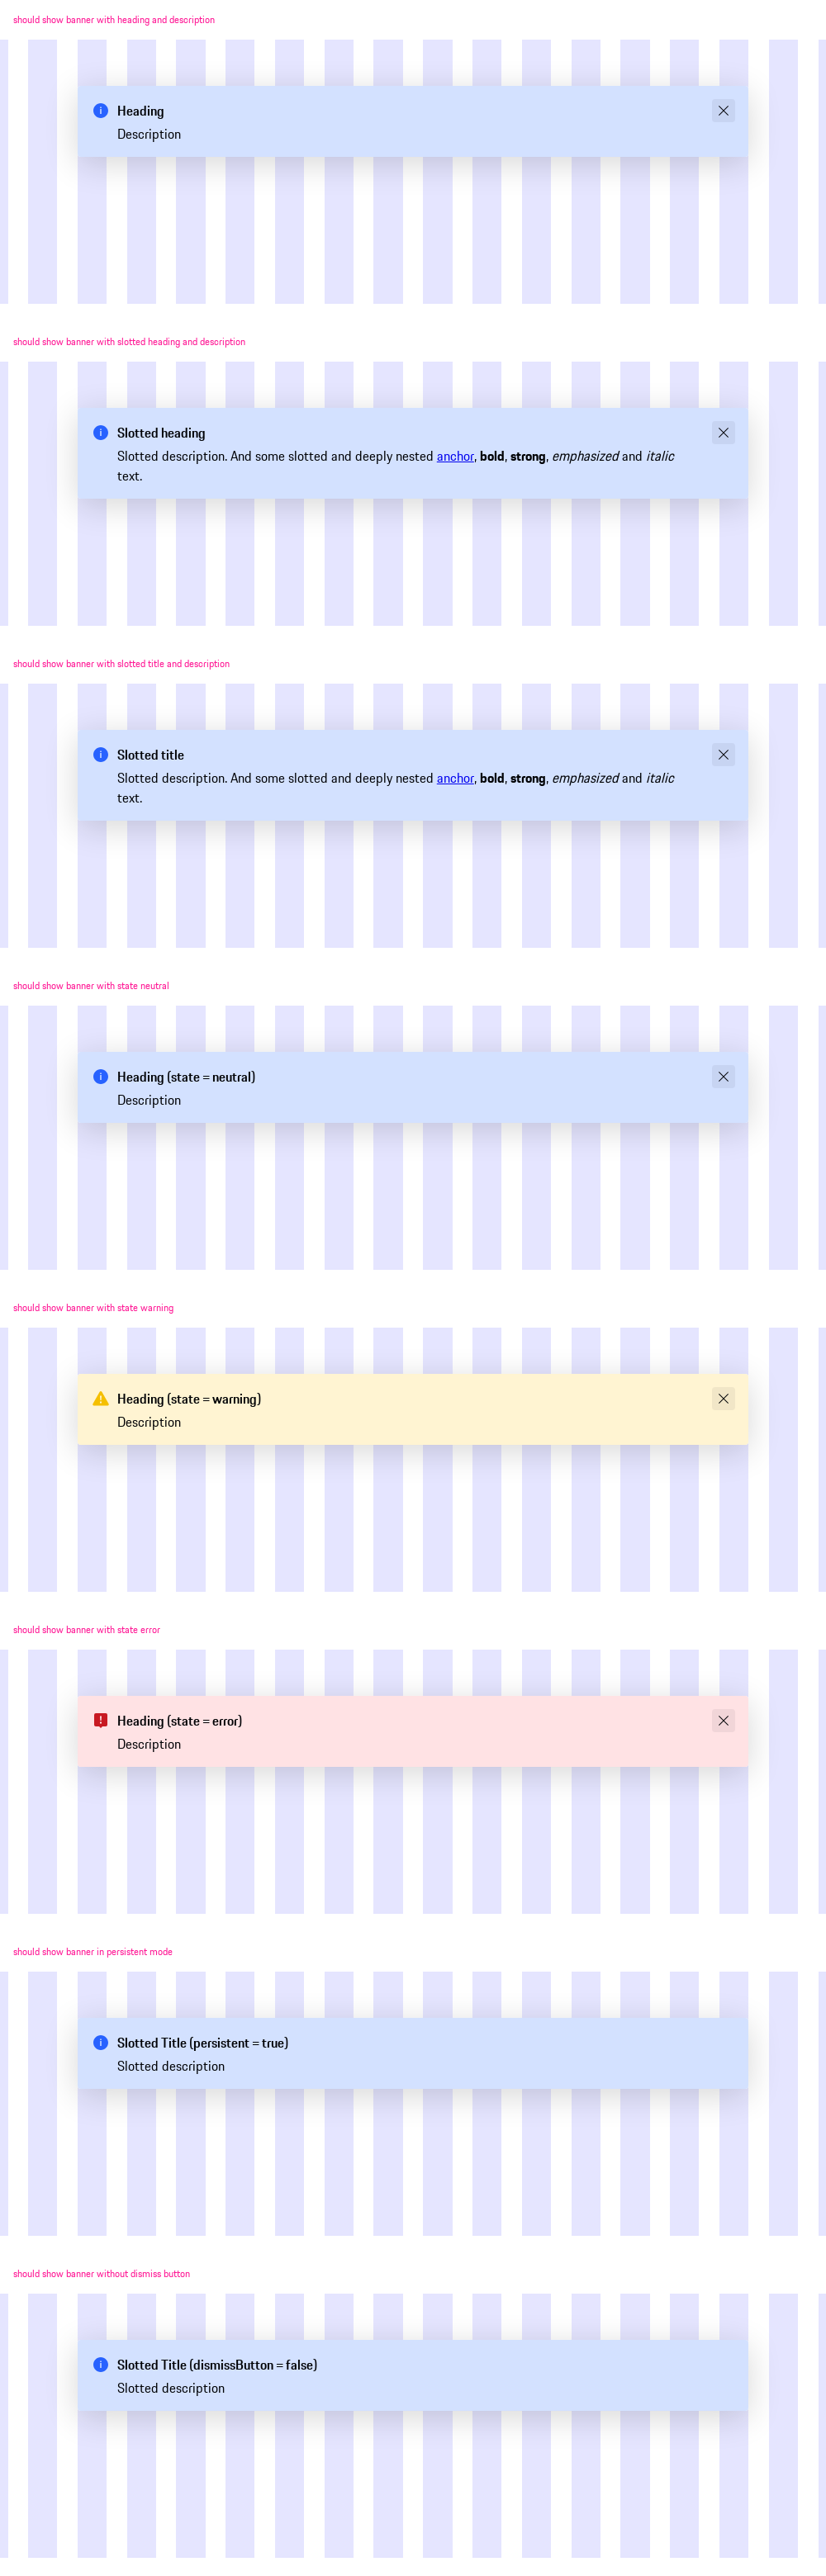 should show banner with heading and description
Heading
Description
should show banner with slotted heading and description
Slotted heading
Slotted description. And some slotted and deeply nested anchor, bold, strong, emphasized and italic
text.
should show banner with slotted title and description
Slotted title
Slotted description. And some slotted and deeply nested anchor, bold, strong, emphasized and italic
text.
should show banner with state neutral
Heading (state = neutral)
Description
should show banner with state warning
Heading (state = warning)
Description
should show banner with state error
Heading (state = error)
Description
should show banner in persistent mode
Slotted Title (persistent = true)
Slotted description
should show banner without dismiss button
Slotted Title (dismissButton = false)
Slotted description